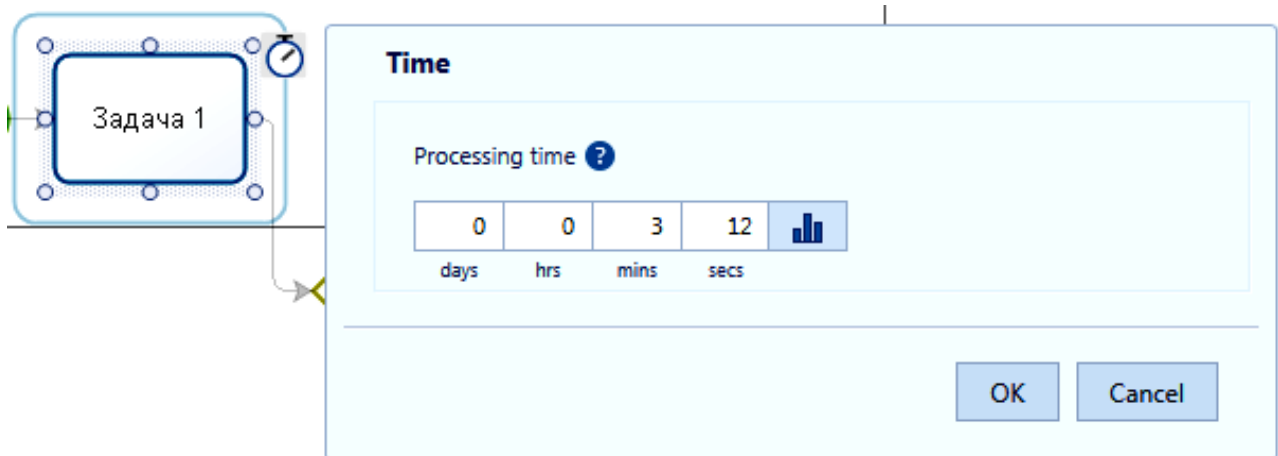 Задача 1
Time
Processing time ?
0 0 3 12
days hrs mins secs
OK Cancel